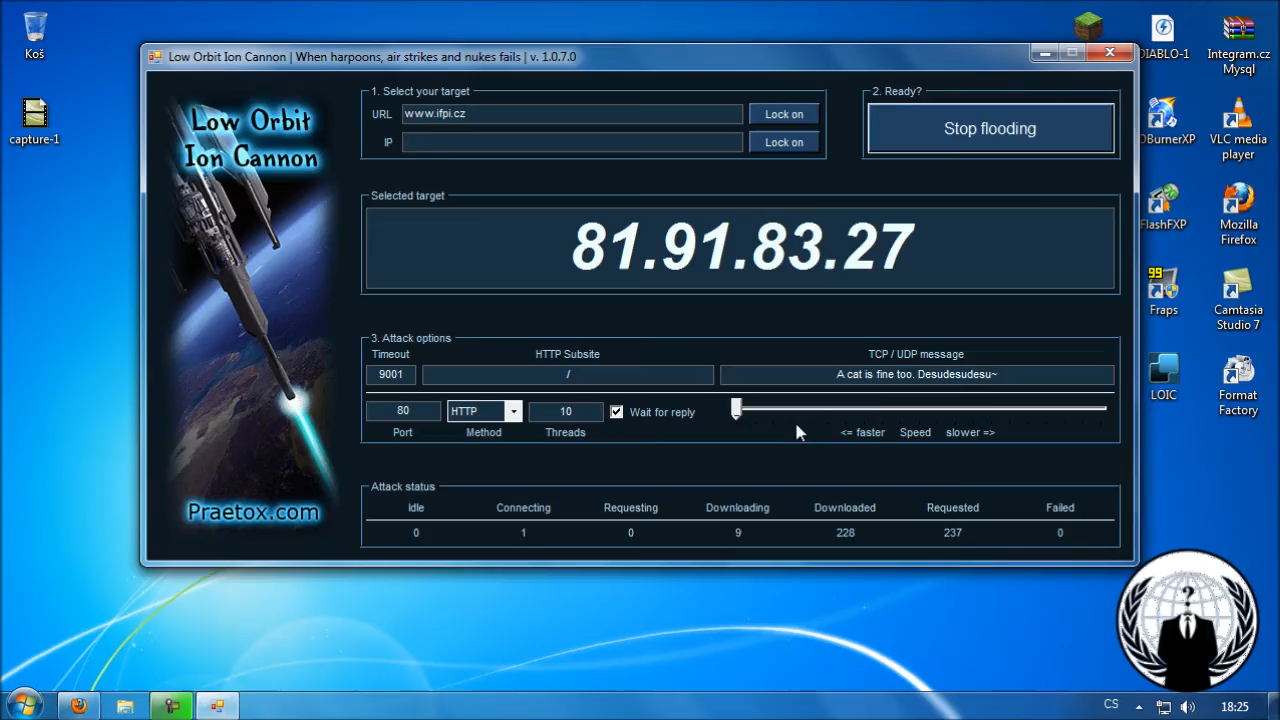 Koš
capture-1
Low Orbit Ion Cannon | When harpoons, air strikes and nukes fails | v. 1.0.7.0
DIABLO-1
Integram.cz
Mysql
Low Orbit
Ion Cannon
1. Select your target
URL www.ifpi.cz Lock on
IP Lock on
2. Ready?
Stop flooding
Selected target
81.91.83.27
3. Attack options
Timeout HTTP Subsite TCP / UDP message
9001 / A cat is fine too. Desudesudesu~
80 HTTP 10 Wait for reply
Port Method Threads <= faster Speed slower =>
Attack status
Idle Connecting Requesting Downloading Downloaded Requested Failed
0 1 0 9 228 237 0
Praetox.com
VLC media
player
FlashFXP
Mozilla
Firefox
99
Fraps
Camtasia
Studio 7
LOIC
Format
Factory
?
CS 18:25